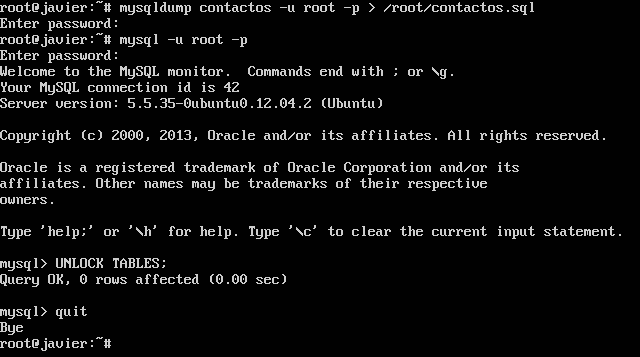 root@javier:~# mysqldump contactos -u root -p > /root/contactos.sql
Enter password:
root@javier:~# mysql -u root -p
Enter password:
Welcome to the MySQL monitor.  Commands end with ; or \g.
Your MySQL connection id is 42
Server version: 5.5.35-0ubuntu0.12.04.2 (Ubuntu)

Copyright (c) 2000, 2013, Oracle and/or its affiliates. All rights reserved.

Oracle is a registered trademark of Oracle Corporation and/or its
affiliates. Other names may be trademarks of their respective
owners.

Type 'help;' or '\h' for help. Type '\c' to clear the current input statement.

mysql> UNLOCK TABLES;
Query OK, 0 rows affected (0.00 sec)

mysql> quit
Bye
root@javier:~#